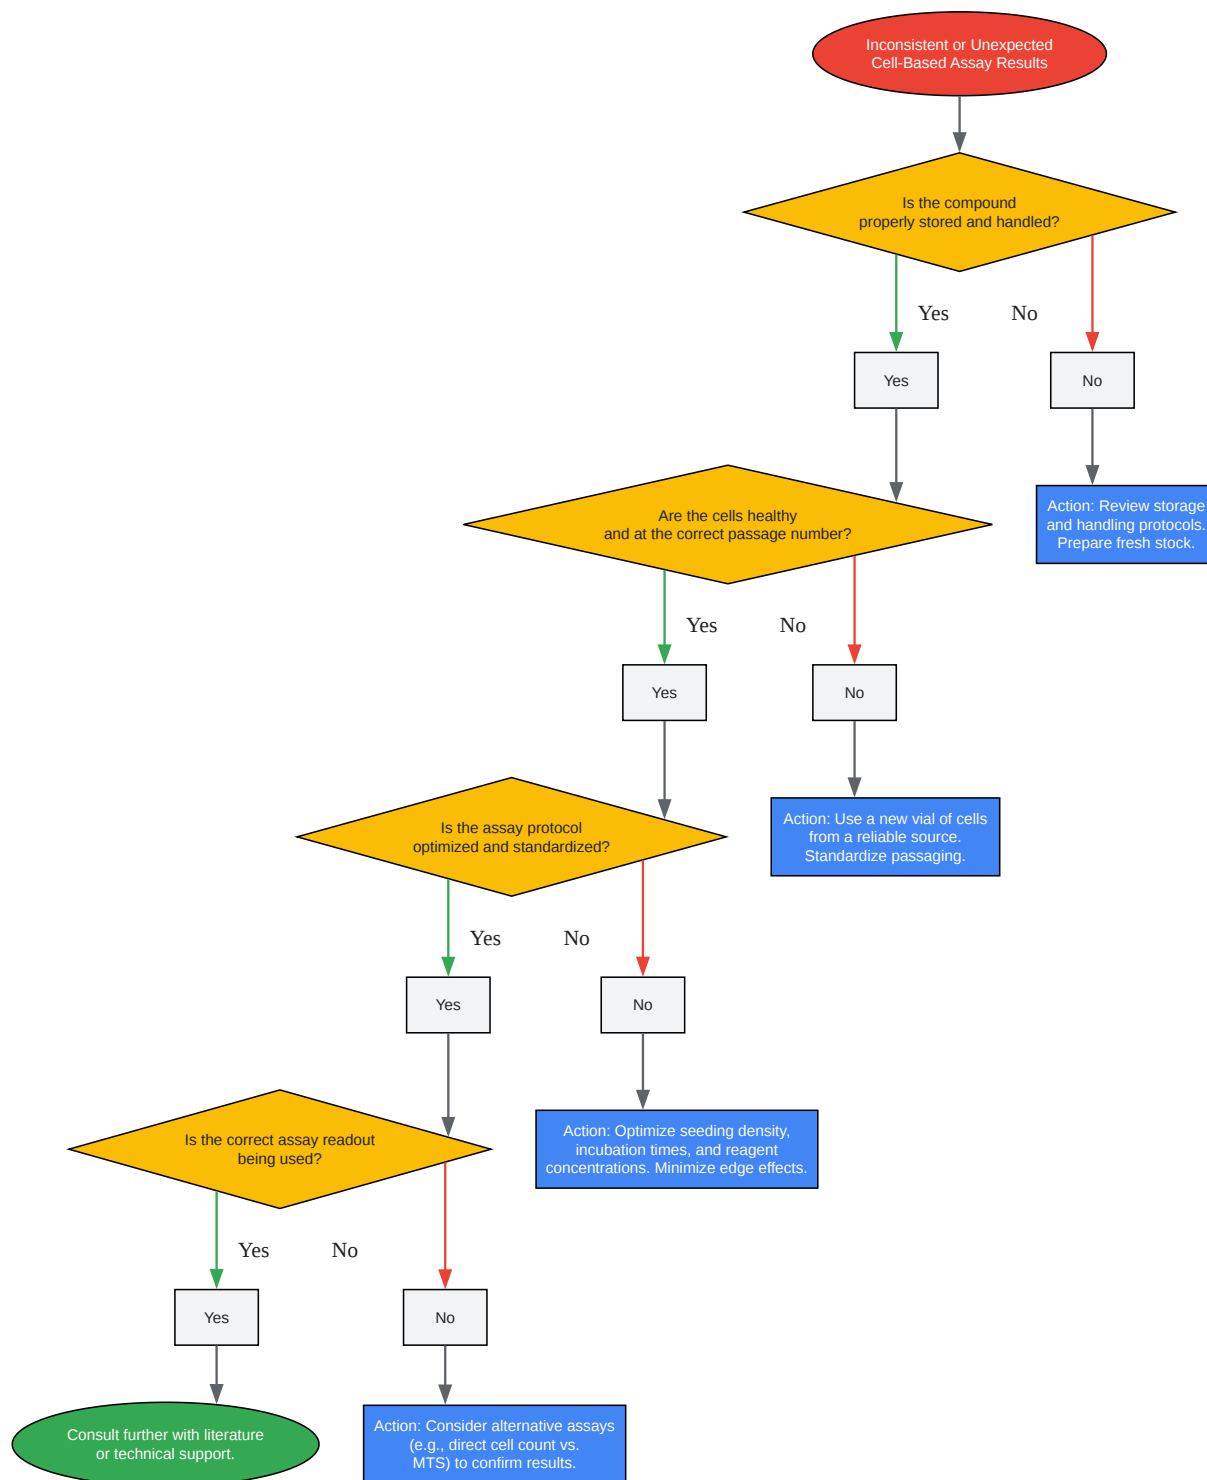 Inconsistent or Unexpected
Cell-Based Assay Results
Is the compound
properly stored and handled?
Yes
No
Yes
No
Action: Review storage
and handling protocols.
Prepare fresh stock.
Are the cells healthy
and at the correct passage number?
Yes
No
Yes
No
Action: Use a new vial of cells
from a reliable source.
Standardize passaging.
Is the assay protocol
optimized and standardized?
Yes
No
Yes
No
Action: Optimize seeding density,
incubation times, and reagent
concentrations. Minimize edge effects.
Is the correct assay readout
being used?
Yes
No
Yes
No
Consult further with literature
or technical support.
Action: Consider alternative assays
(e.g., direct cell count vs.
MTS) to confirm results.